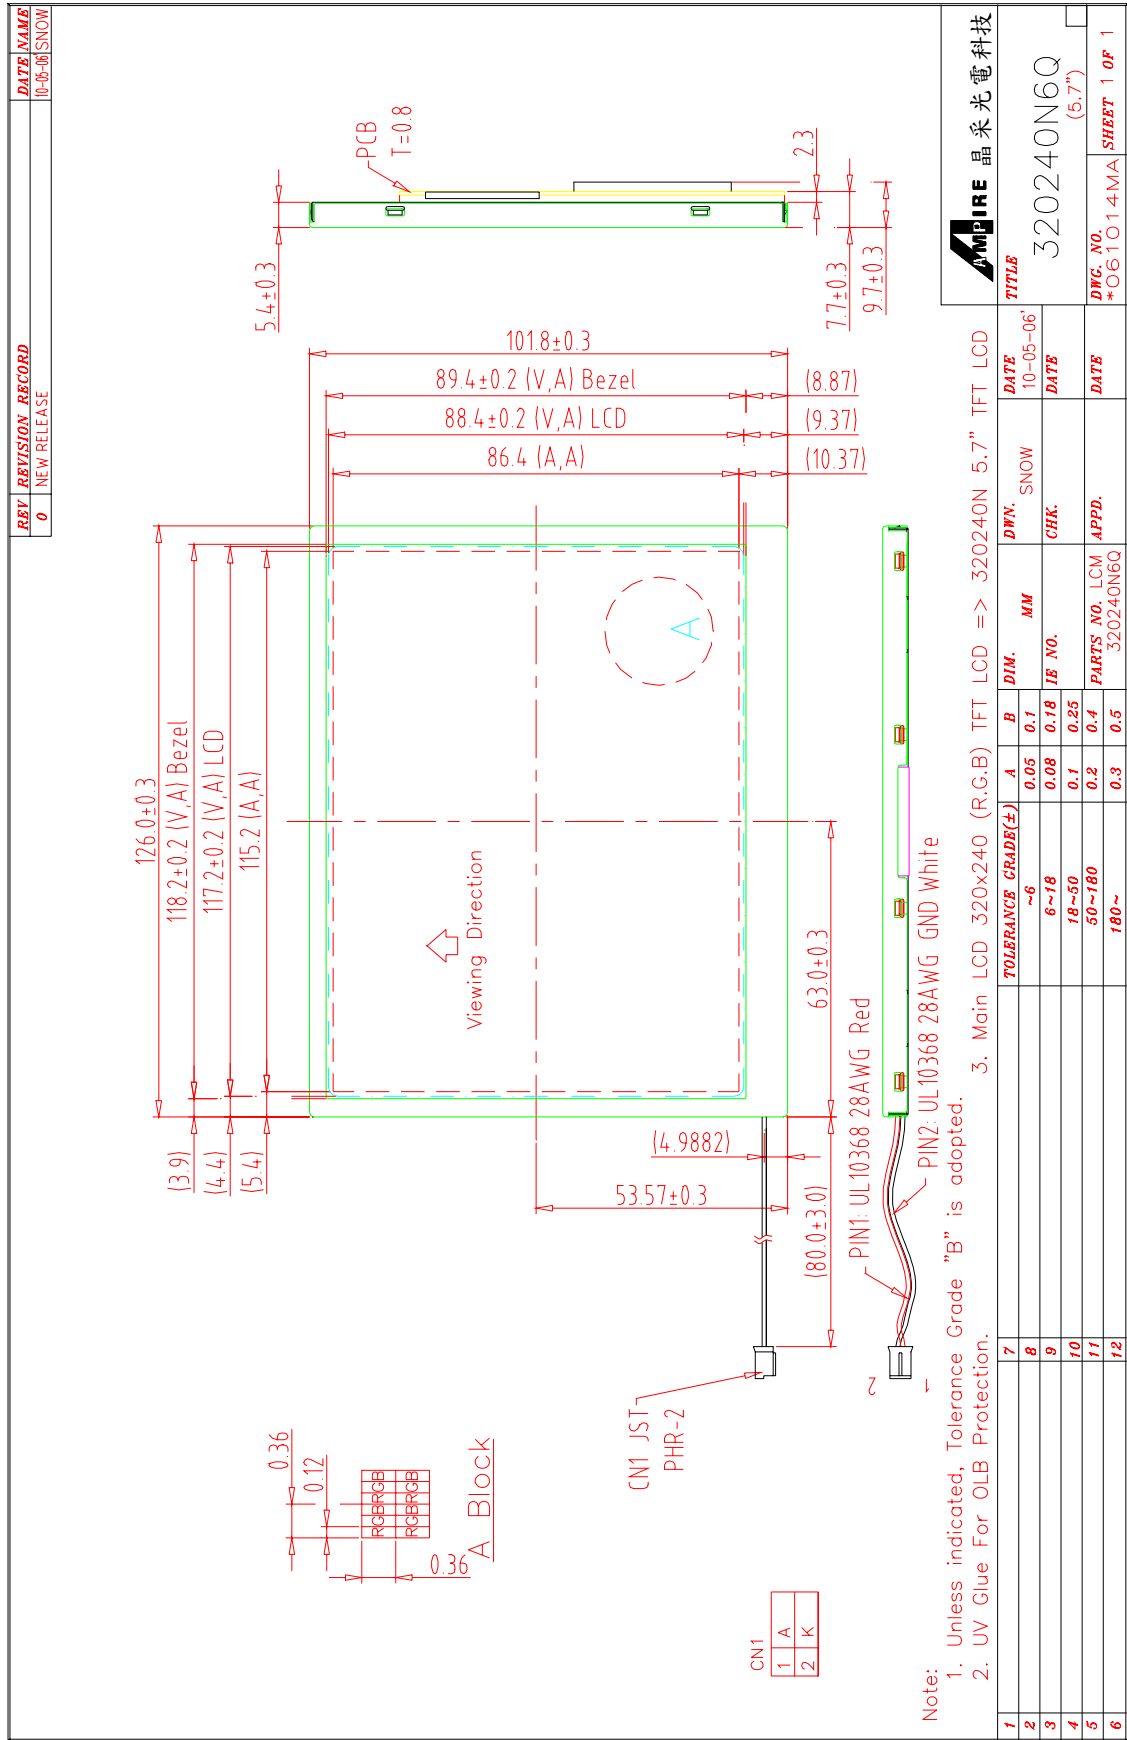 REV REVISION RECORD DATE NAME
0 NEW RELEASE 10-05-06' SNOW
126.0±0.3
118.2±0.2 (V,A) Bezel
117.2±0.2 (V,A) LCD
115.2 (A,A)
(3.9)
(4.4)
(5.4)
101.8±0.3
89.4±0.2 (V,A) Bezel
88.4±0.2 (V,A) LCD
86.4 (A,A)
(8.87)
(9.37)
(10.37)
5.4±0.3
PCB
T=0.8
2.3
7.7±0.3
9.7±0.3
Viewing Direction
A
63.0±0.3
(4.9882)
53.57±0.3
(80.0±3.0)
CN1 JST
PHR-2
PIN1: UL10368 28AWG Red
PIN2: UL10368 28AWG GND White
2
1
0.36
0.12
RGBRGB
RGBRGB
0.36
A Block
CN1
1 A
2 K
Note:
1. Unless indicated, Tolerance Grade "B" is adopted.
2. UV Glue For OLB Protection.
3. Main LCD 320x240 (R.G.B) TFT LCD => 320240N 5.7" TFT LCD
1 7
2 8
3 9
4 10
5 11
6 12
TOLERANCE GRADE(±) A B
~6 0.05 0.1
6~18 0.08 0.18
18~50 0.1 0.25
50~180 0.2 0.4
180~ 0.3 0.5
DIM. MM
IE NO.
PARTS NO. LCM
320240N6Q
DWN. SNOW
CHK.
APPD.
DATE
10-05-06'
DATE
DATE
AMPIRE 晶采光電科技
TITLE
320240N6Q
(5.7")
DWG. NO.
*O61O14MA
SHEET 1 OF 1